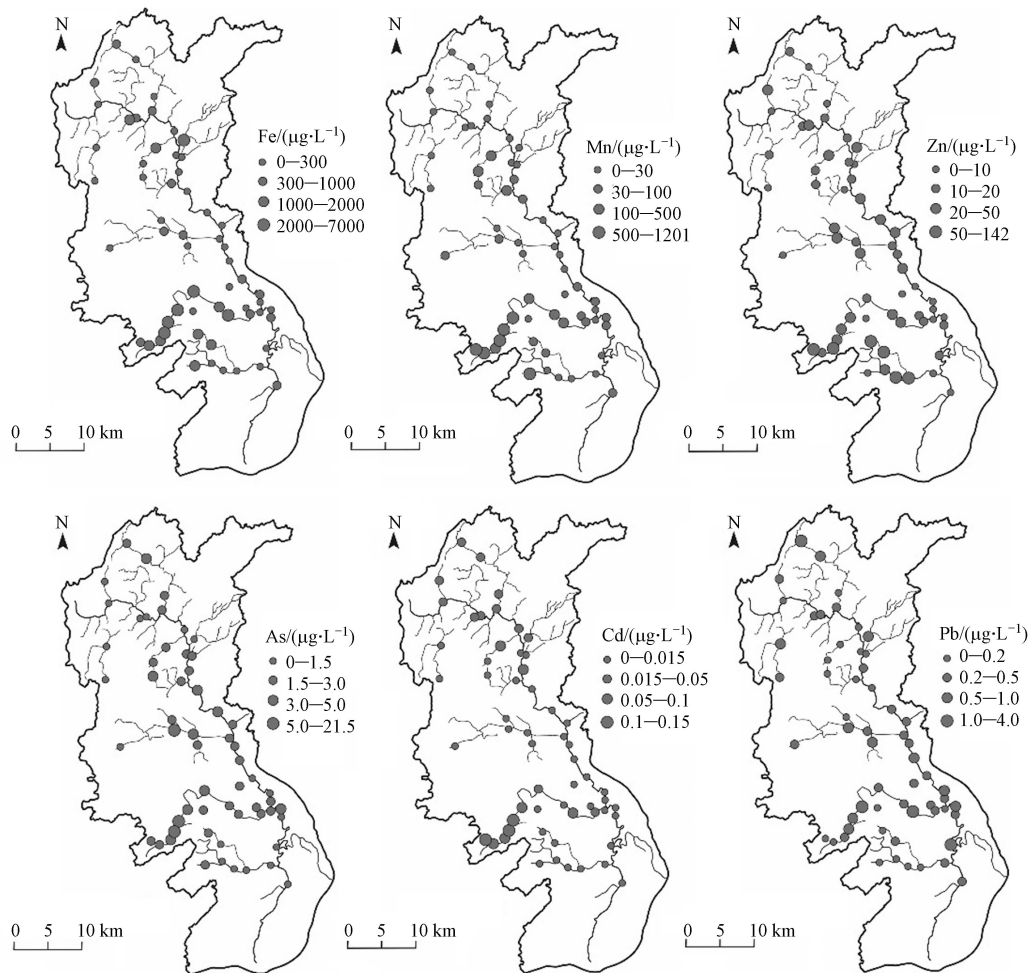 N
Fe/(μg·L⁻¹)
0—300
300—1000
1000—2000
2000—7000
0 5 10 km
N
Mn/(μg·L⁻¹)
0—30
30—100
100—500
500—1201
0 5 10 km
N
Zn/(μg·L⁻¹)
0—10
10—20
20—50
50—142
0 5 10 km
N
As/(μg·L⁻¹)
0—1.5
1.5—3.0
3.0—5.0
5.0—21.5
0 5 10 km
N
Cd/(μg·L⁻¹)
0—0.015
0.015—0.05
0.05—0.1
0.1—0.15
0 5 10 km
N
Pb/(μg·L⁻¹)
0—0.2
0.2—0.5
0.5—1.0
1.0—4.0
0 5 10 km